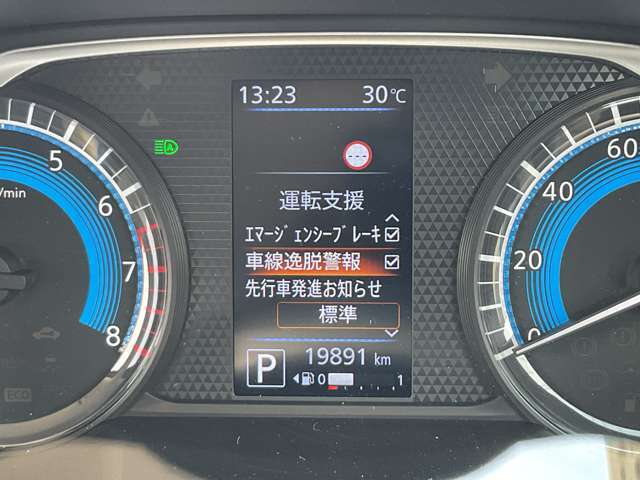 13:23 30℃
運転支援
ｴﾏｰｼﾞｪﾝｼｰﾌﾞﾚｰｷ
車線逸脱警報
先行車発進お知らせ
標準
19891 km
P
0 1
5
6
7
8
/min
ECO
60
40
20
0